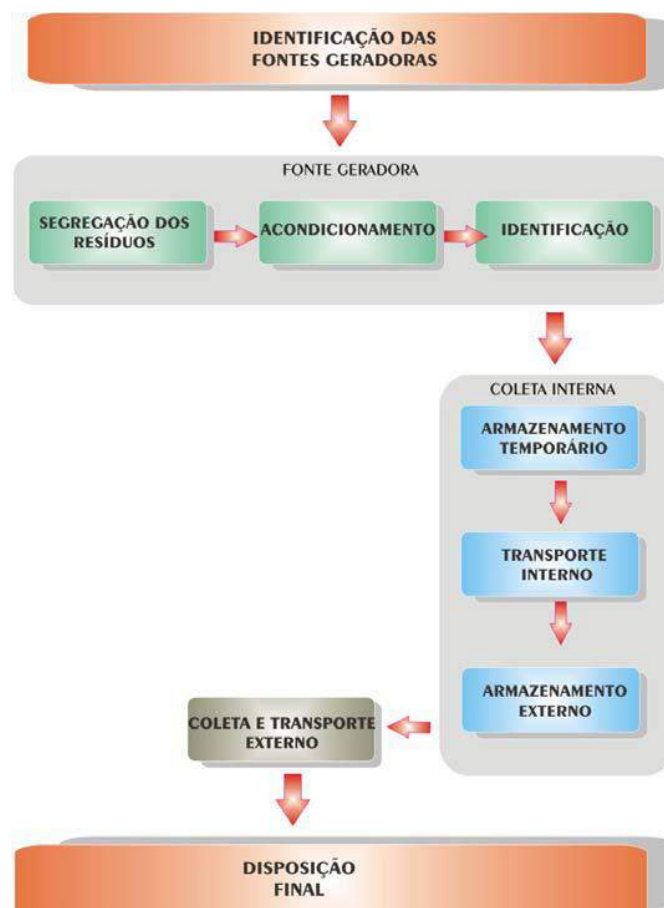 IDENTIFICAÇÃO DAS
FONTES GERADORAS
FONTE GERADORA
SEGREGAÇÃO DOS
RESÍDUOS
ACONDICIONAMENTO
IDENTIFICAÇÃO
COLETA INTERNA
ARMAZENAMENTO
TEMPORÁRIO
TRANSPORTE
INTERNO
ARMAZENAMENTO
EXTERNO
COLETA E TRANSPORTE
EXTERNO
DISPOSIÇÃO
FINAL